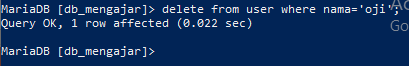 MariaDB [db_mengajar]> delete from user where nama='oji';
Query OK, 1 row affected (0.022 sec)
MariaDB [db_mengajar]>